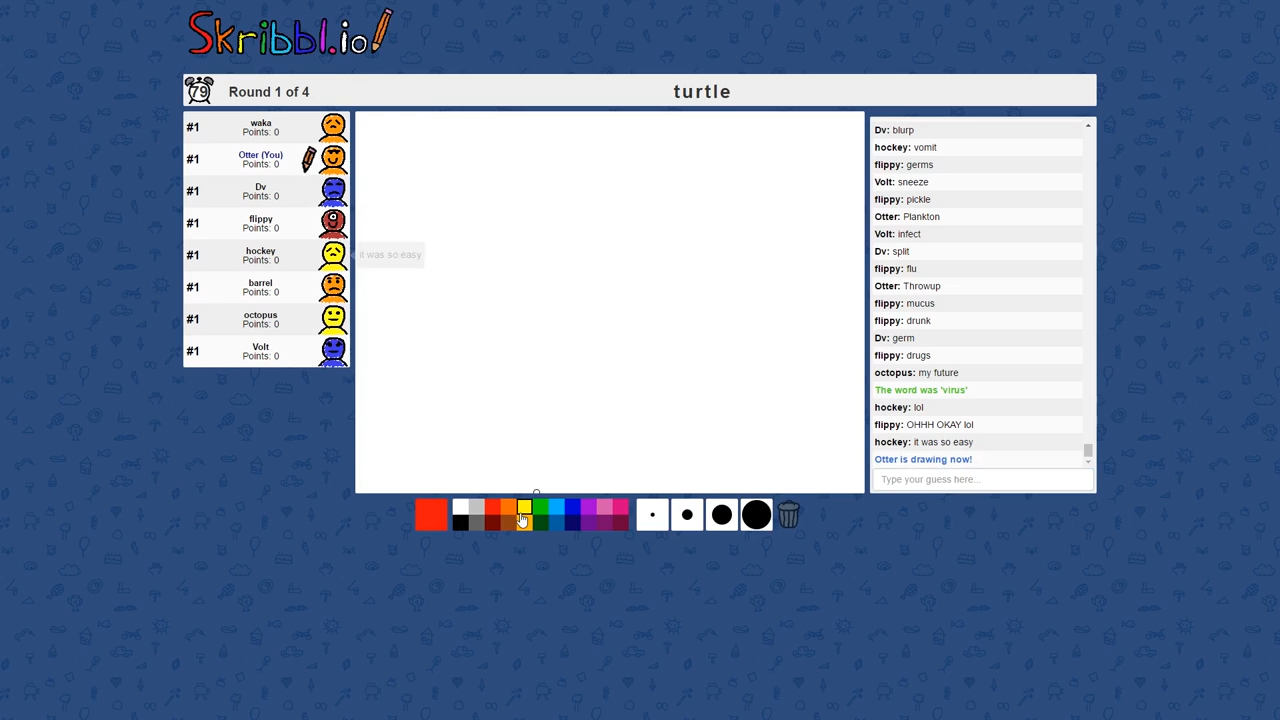 Skribbl.io!
79
Round 1 of 4
turtle
#1
waka
Points: 0
#1
Otter (You)
Points: 0
#1
Dv
Points: 0
#1
flippy
Points: 0
#1
hockey
Points: 0
#1
barrel
Points: 0
#1
octopus
Points: 0
#1
Volt
Points: 0
it was so easy
Dv: blurp
hockey: vomit
flippy: germs
Volt: sneeze
flippy: pickle
Otter: Plankton
Volt: infect
Dv: split
flippy: flu
Otter: Throwup
flippy: mucus
flippy: drunk
Dv: germ
flippy: drugs
octopus: my future
The word was 'virus'
hockey: lol
flippy: OHHH OKAY lol
hockey: it was so easy
Otter is drawing now!
Type your guess here...